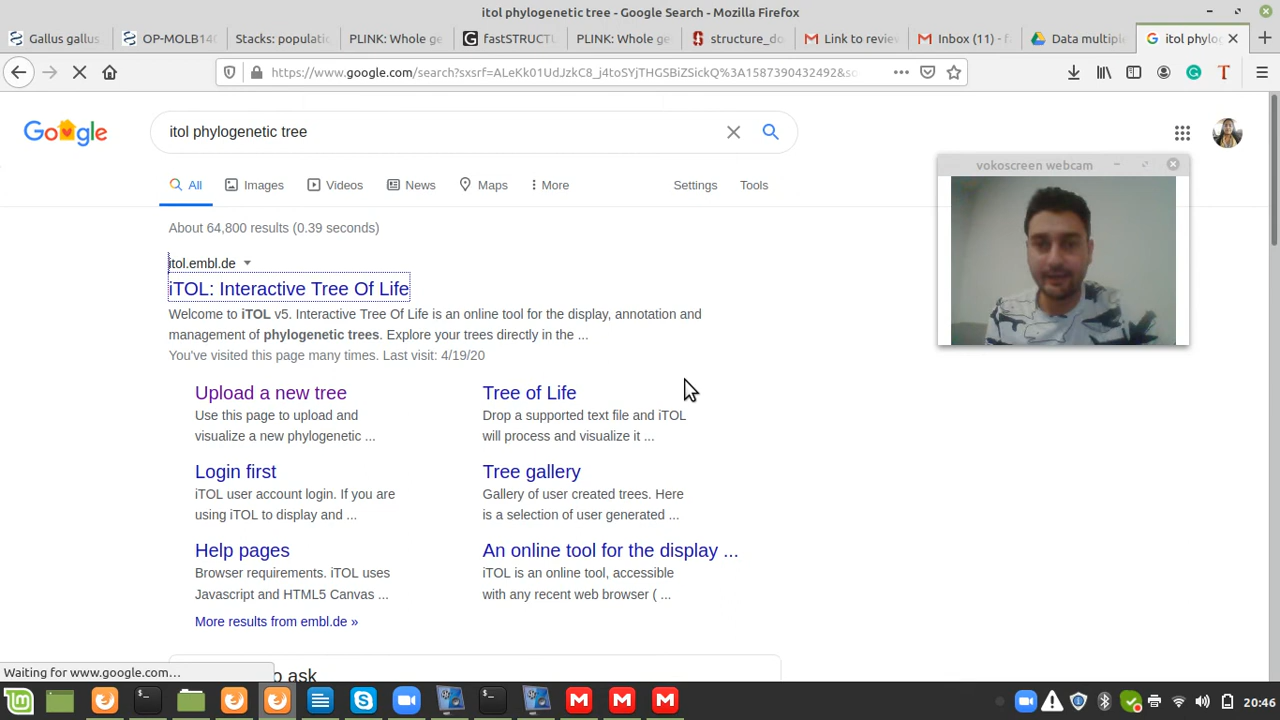 itol phylogenetic tree - Google Search - Mozilla Firefox
Gallus gallus
OP-MOLB140
Stacks: populati
PLINK: Whole ge
fastSTRUCTU
PLINK: Whole ge
structure_do
Link to review
Inbox (11) - f
Data multiple
itol phylog
https://www.google.com/search?sxsrf=ALeKk01UdJzkC8_j4toSYjTHGSBiZSickQ%3A1587390432492&so
Google
itol phylogenetic tree
vokoscreen webcam
All
Images
Videos
News
Maps
More
Settings
Tools
About 64,800 results (0.39 seconds)
itol.embl.de
iTOL: Interactive Tree Of Life
Welcome to iTOL v5. Interactive Tree Of Life is an online tool for the display, annotation and
management of phylogenetic trees. Explore your trees directly in the ...
You've visited this page many times. Last visit: 4/19/20
Upload a new tree
Use this page to upload and
visualize a new phylogenetic ...
Tree of Life
Drop a supported text file and iTOL
will process and visualize it ...
Login first
iTOL user account login. If you are
using iTOL to display and ...
Tree gallery
Gallery of user created trees. Here
is a selection of user generated ...
Help pages
Browser requirements. iTOL uses
Javascript and HTML5 Canvas ...
An online tool for the display ...
iTOL is an online tool, accessible
with any recent web browser ( ...
More results from embl.de »
Waiting for www.google.com…
o ask
20:46